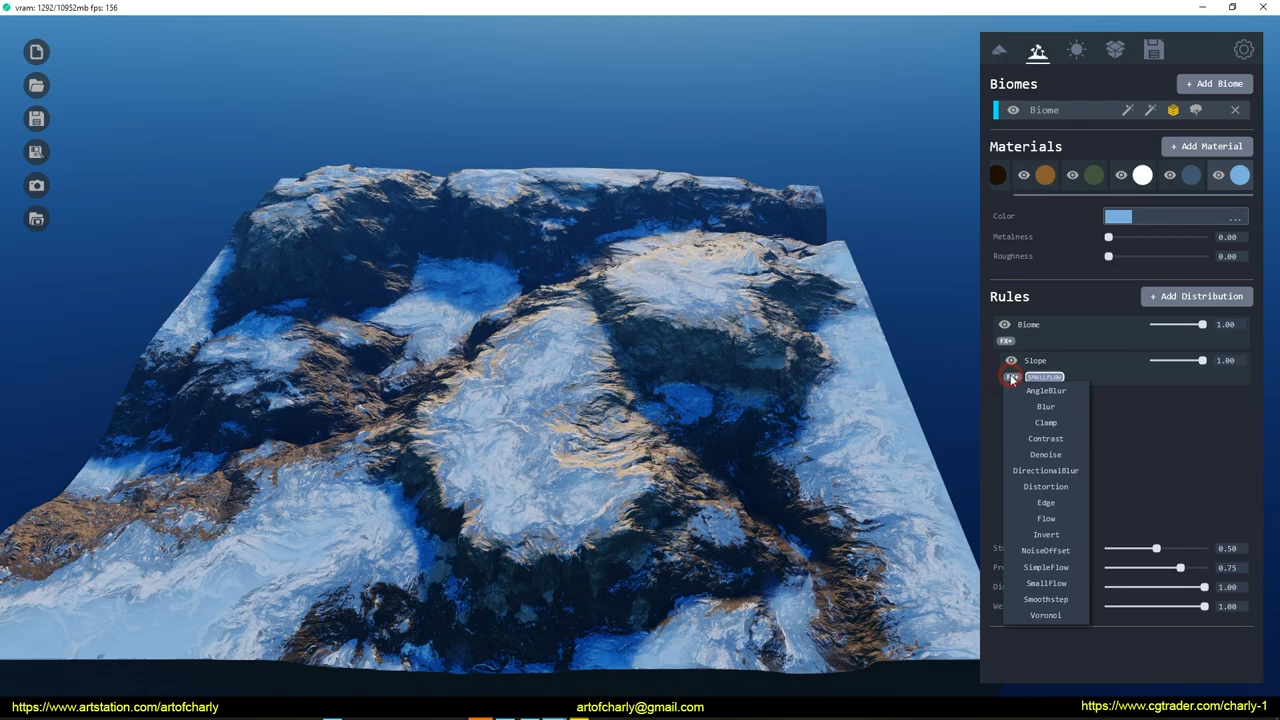 vram: 1292/10952mb fps: 156
Biomes
+ Add Biome
Biome
Materials
+ Add Material
Color
...
Metalness
0.00
Roughness
0.00
Rules
+ Add Distribution
Biome
1.00
FX+
Slope
1.00
SMALLFLOW
AngleBlur
Blur
Clamp
Contrast
Denoise
DirectionalBlur
Distortion
Edge
Flow
Invert
NoiseOffset
0.50
SimpleFlow
0.75
SmallFlow
1.00
Smoothstep
1.00
Voronoi
https://www.artstation.com/artofcharly
artofcharly@gmail.com
https://www.cgtrader.com/charly-1